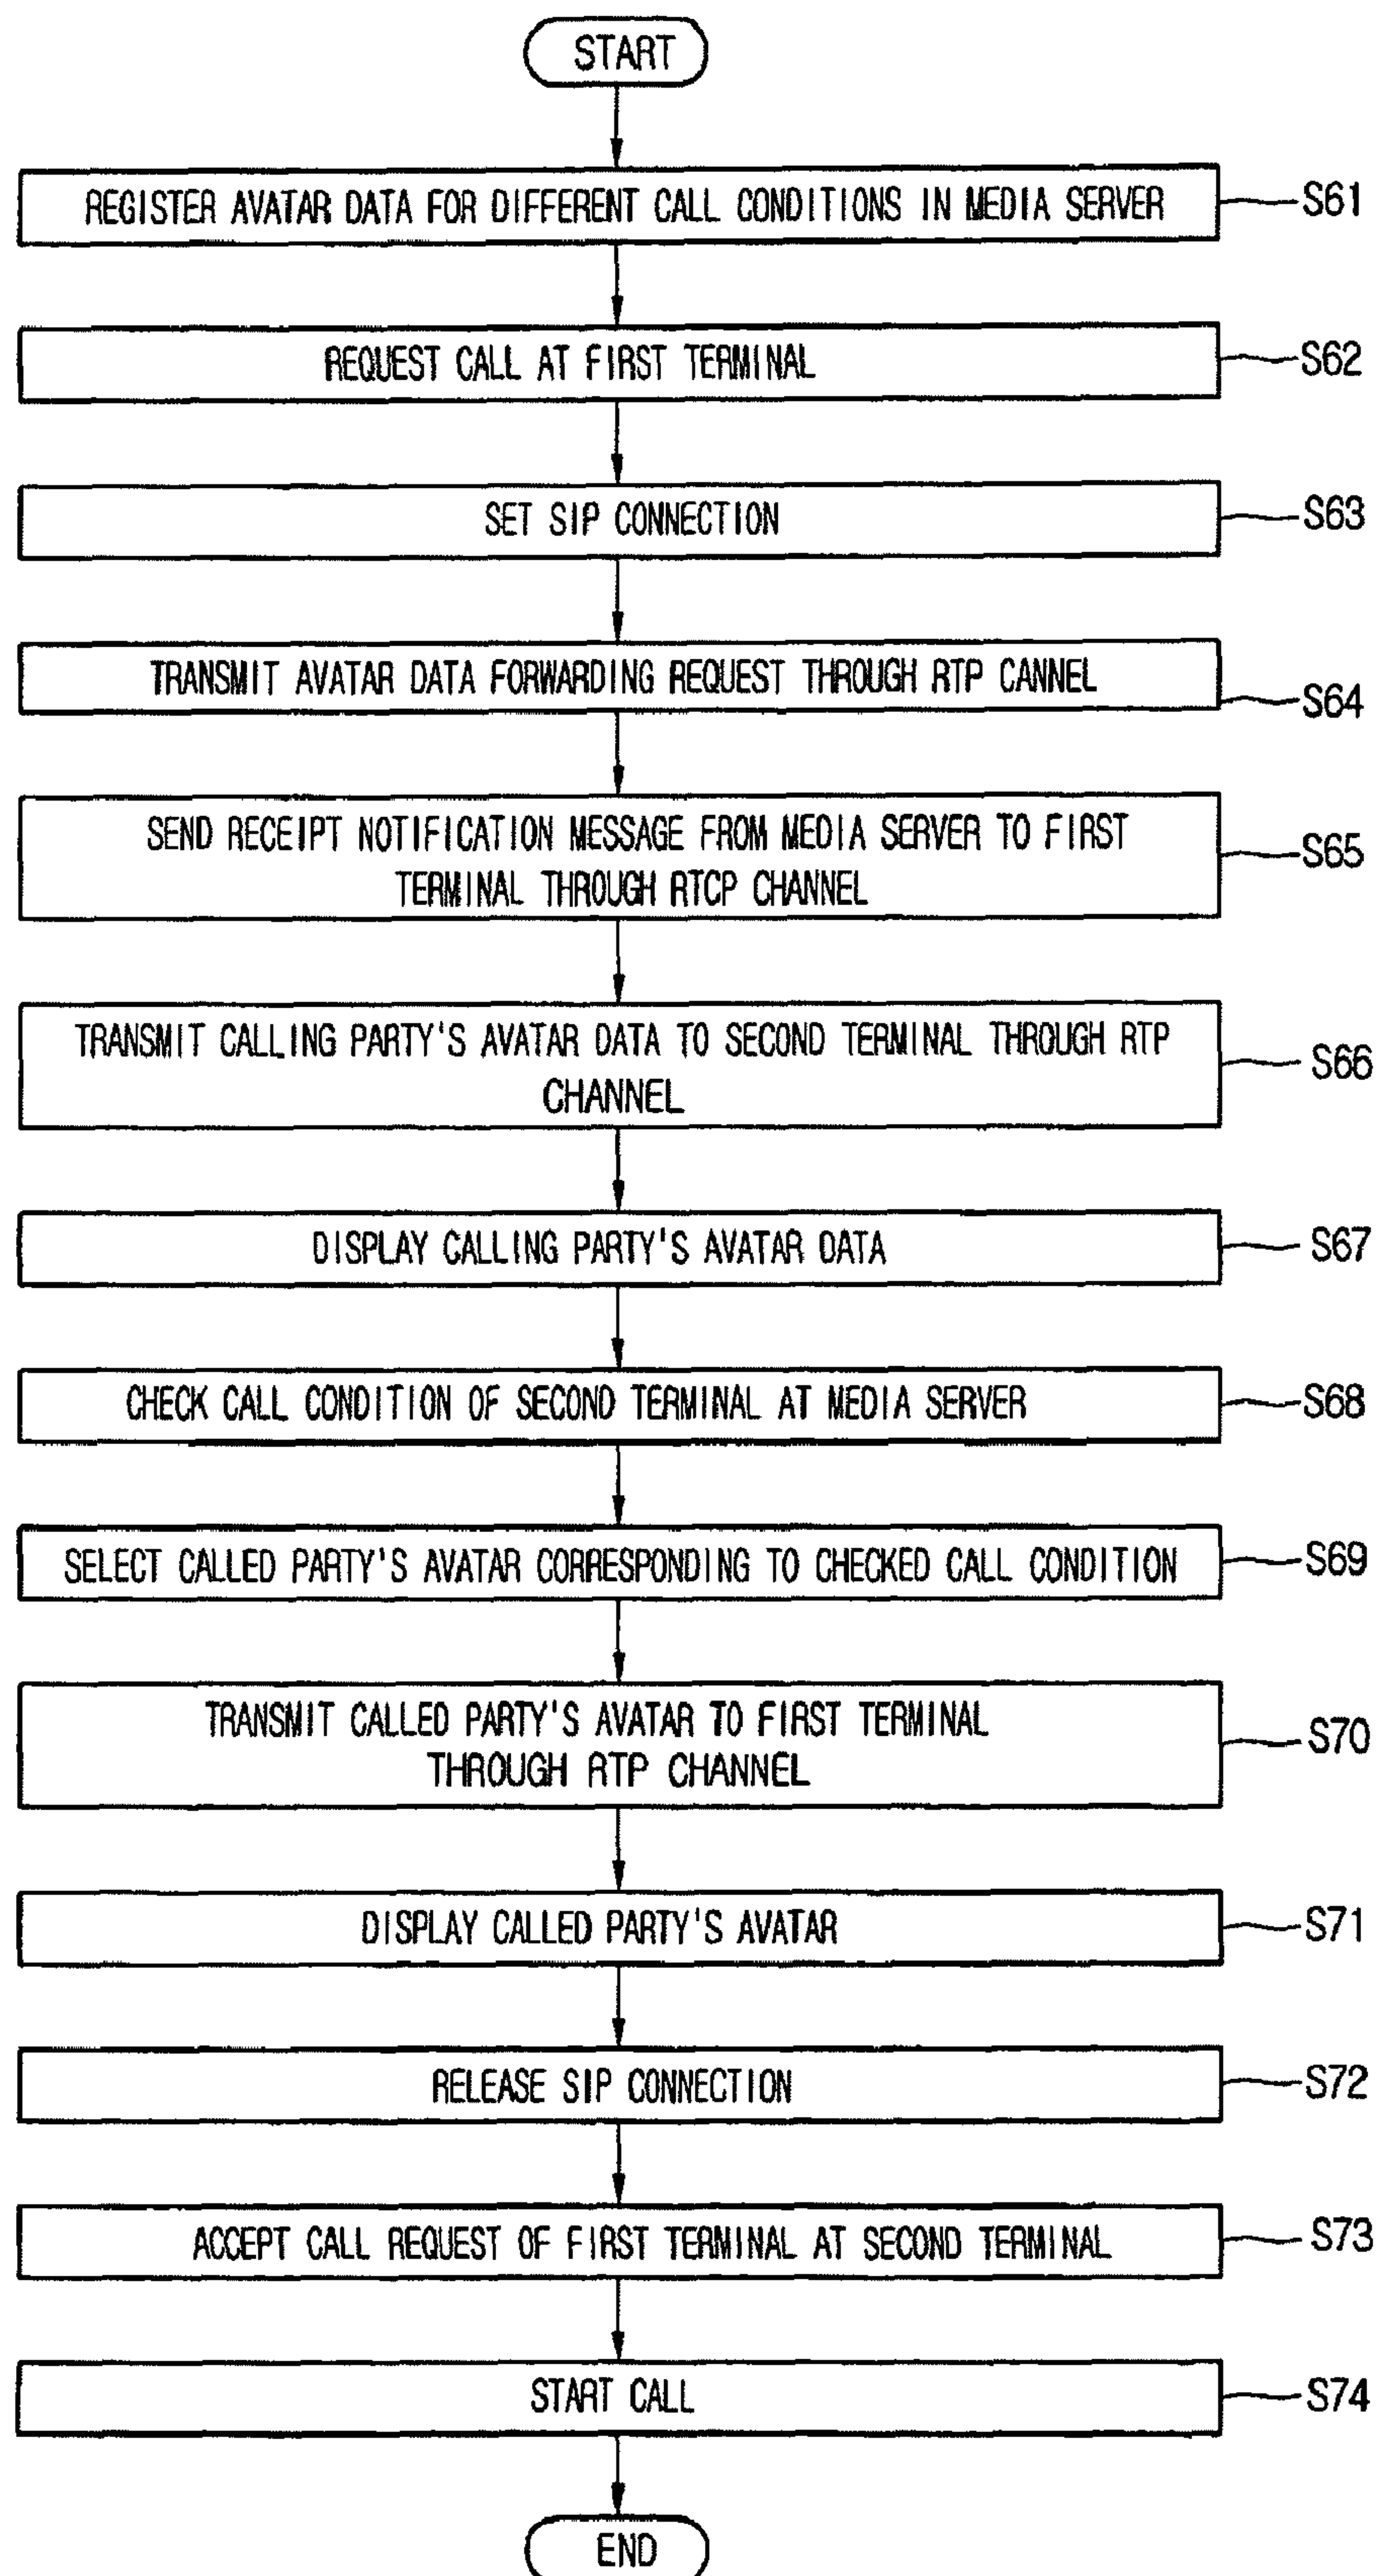 START
REGISTER AVATAR DATA FOR DIFFERENT CALL CONDITIONS IN MEDIA SERVER
S61
REQUEST CALL AT FIRST TERMINAL
S62
SET SIP CONNECTION
S63
TRANSMIT AVATAR DATA FORWARDING REQUEST THROUGH RTP CANNEL
S64
SEND RECEIPT NOTIFICATION MESSAGE FROM MEDIA SERVER TO FIRST
TERMINAL THROUGH RTCP CHANNEL
S65
TRANSMIT CALLING PARTY'S AVATAR DATA TO SECOND TERMINAL THROUGH RTP
CHANNEL
S66
DISPLAY CALLING PARTY'S AVATAR DATA
S67
CHECK CALL CONDITION OF SECOND TERMINAL AT MEDIA SERVER
S68
SELECT CALLED PARTY'S AVATAR CORRESPONDING TO CHECKED CALL CONDITION
S69
TRANSMIT CALLED PARTY'S AVATAR TO FIRST TERMINAL
THROUGH RTP CHANNEL
S70
DISPLAY CALLED PARTY'S AVATAR
S71
RELEASE SIP CONNECTION
S72
ACCEPT CALL REQUEST OF FIRST TERMINAL AT SECOND TERMINAL
S73
START CALL
S74
END